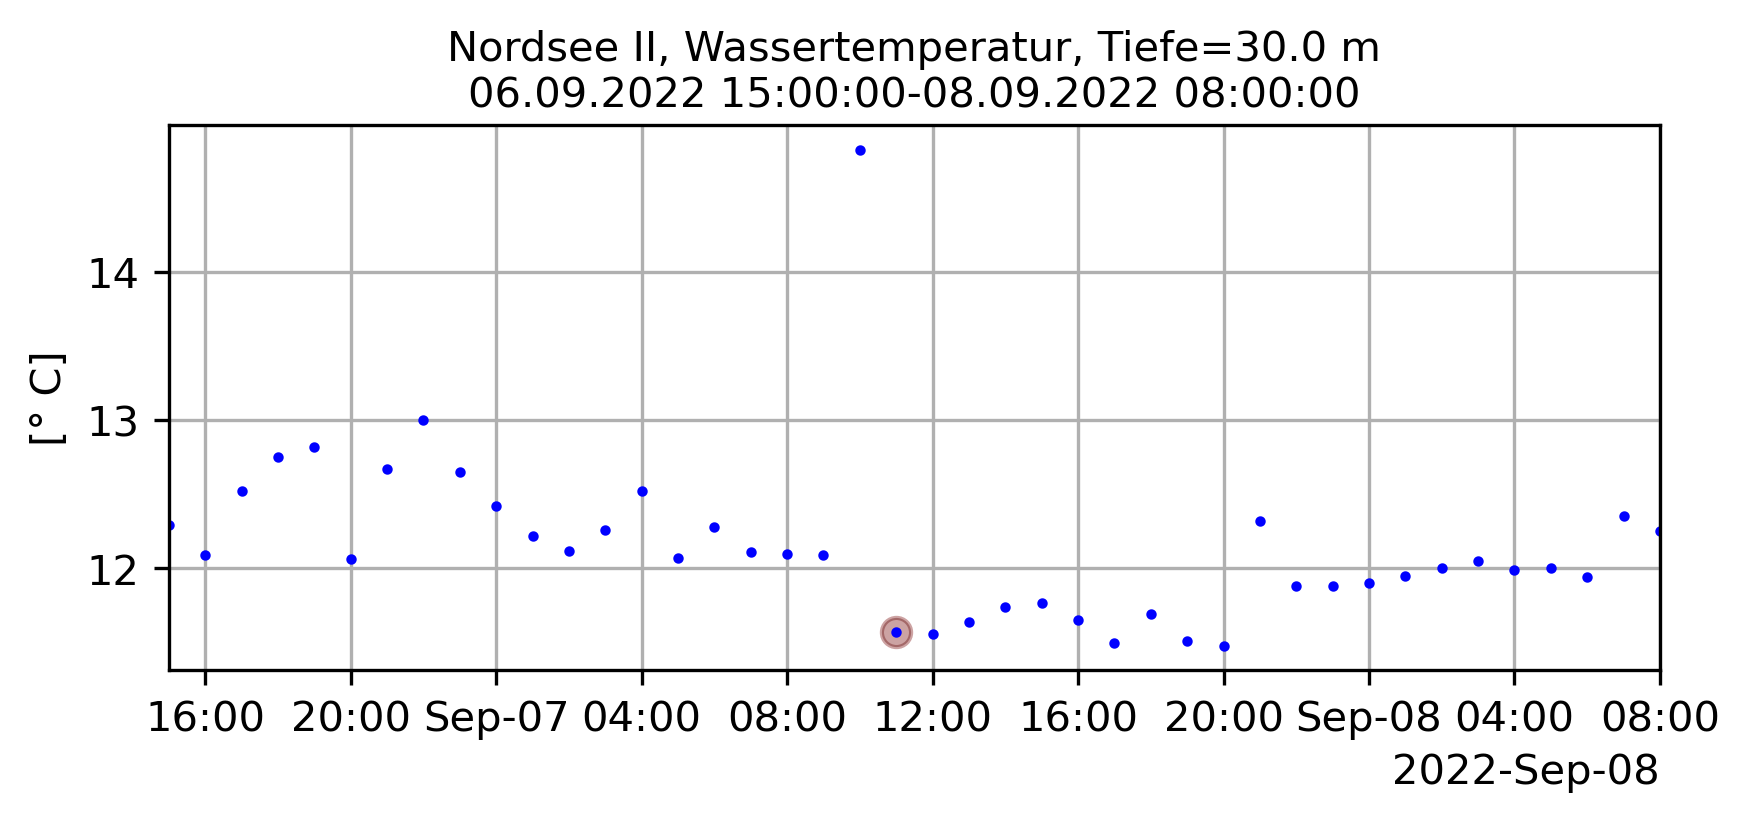 Nordsee II, Wassertemperatur, Tiefe=30.0 m
06.09.2022 15:00:00-08.09.2022 08:00:00
[° C]
14
13
12
16:00 20:00 Sep-07 04:00 08:00 12:00 16:00 20:00 Sep-08 04:00 08:00
2022-Sep-08